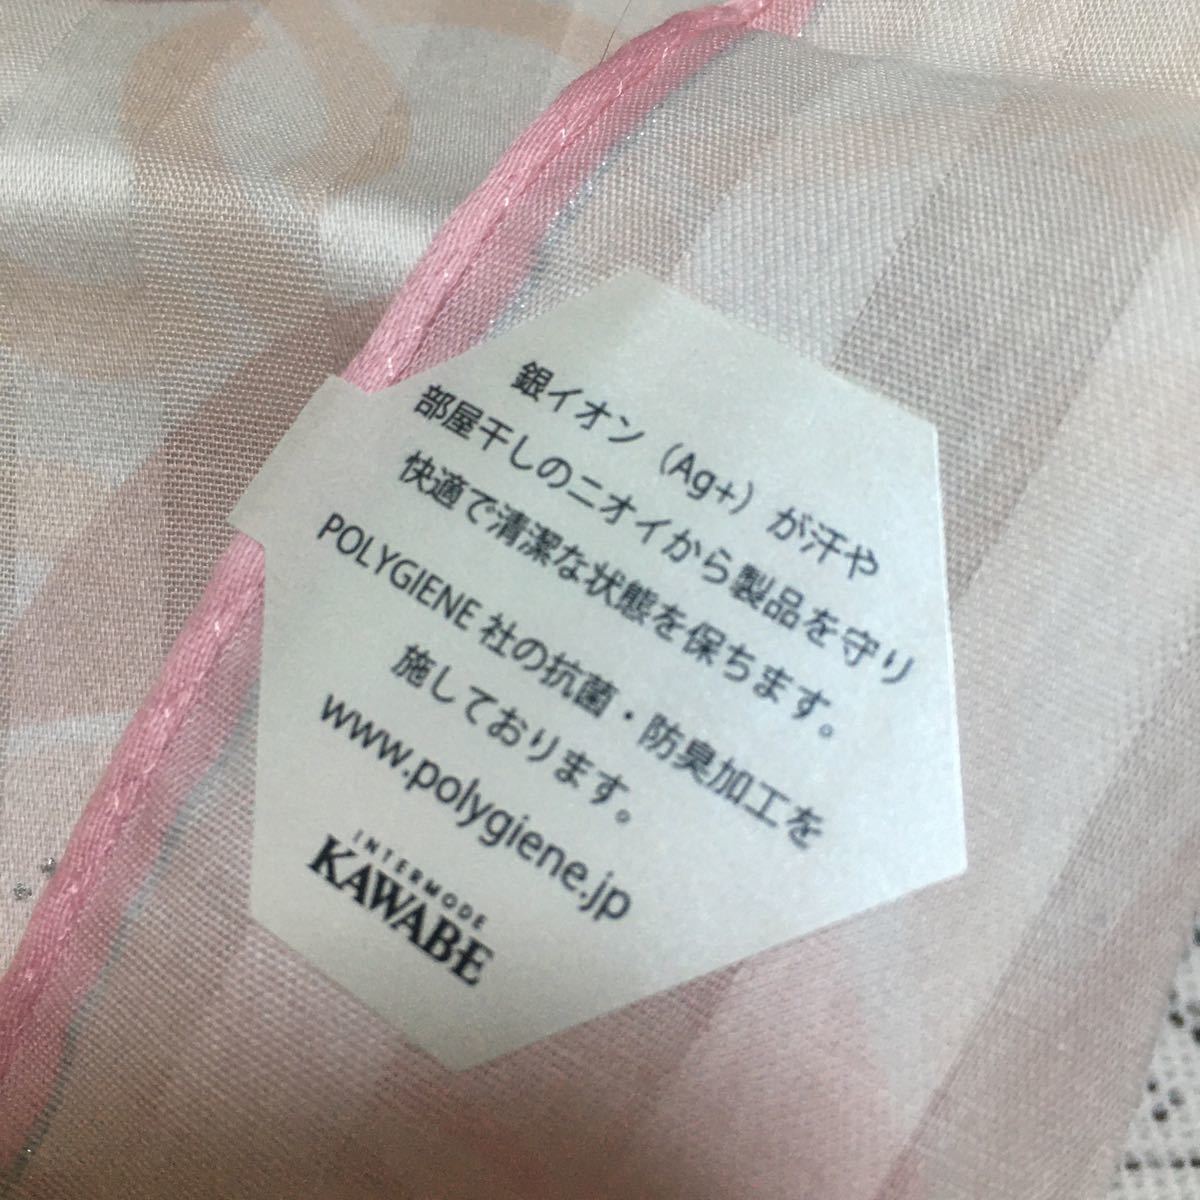 銀イオン（Ag+）が汗や
部屋干しのニオイから製品を守り
快適で清潔な状態を保ちます。
POLYGIENE 社の抗菌・防臭加工を
施しております。
www.polygiene.jp
INTERMODE
KAWABE